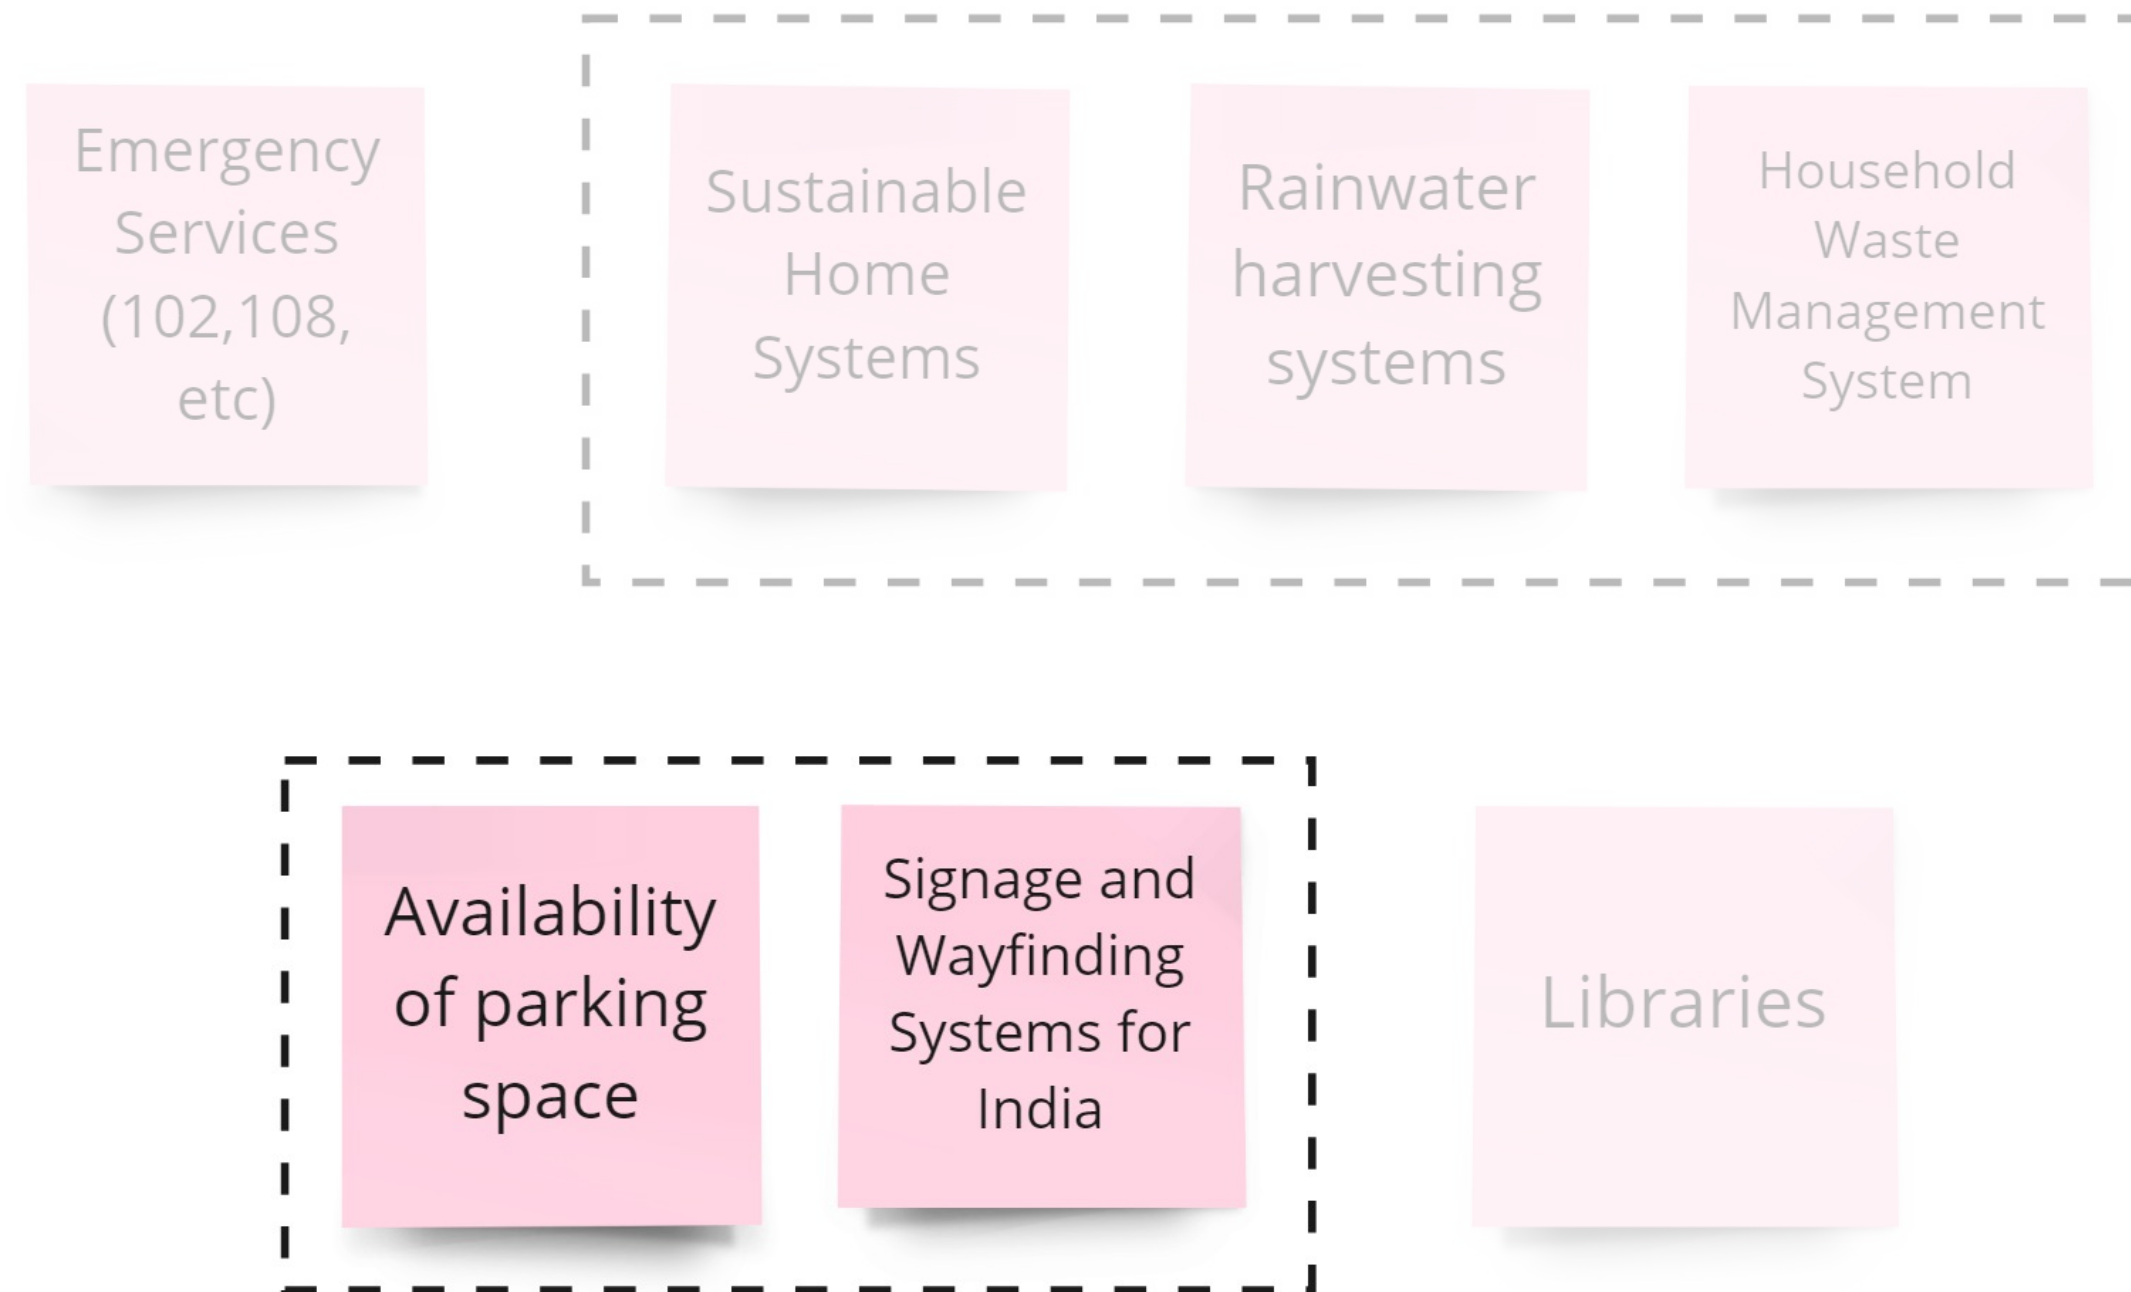 Emergency
Services
(102,108,
etc)
Sustainable
Home
Systems
Rainwater
harvesting
systems
Household
Waste
Management
System
Availability
of parking
space
Signage and
Wayfinding
Systems for
India
Libraries